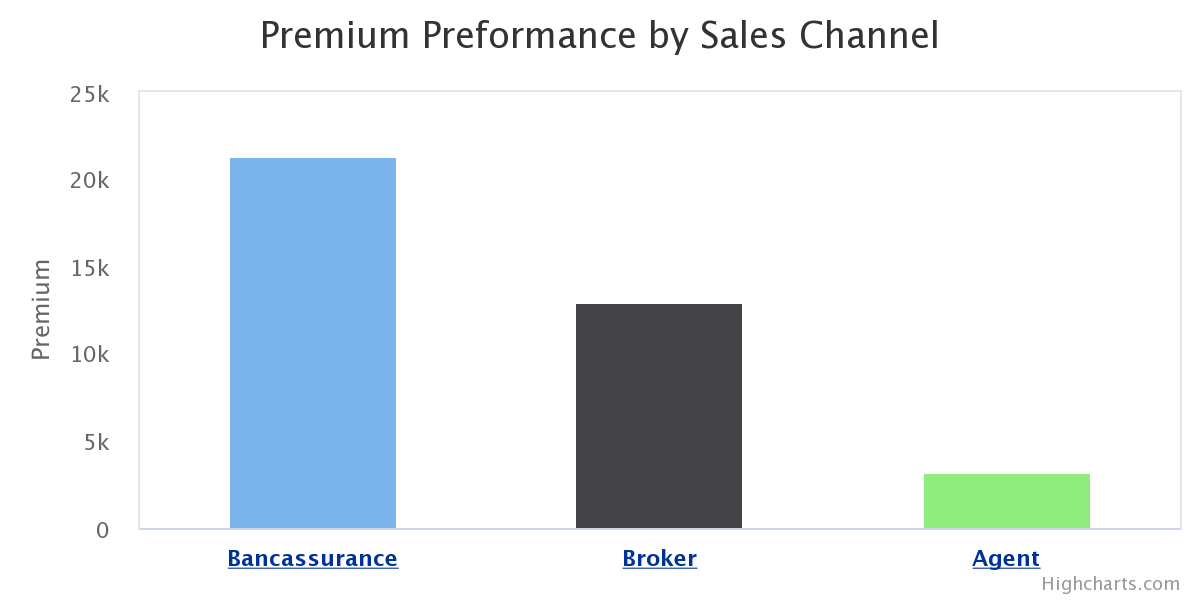 Premium Preformance by Sales Channel
25k
20k
15k
10k
5k
0
Premium
Bancassurance
Broker
Agent
Highcharts.com